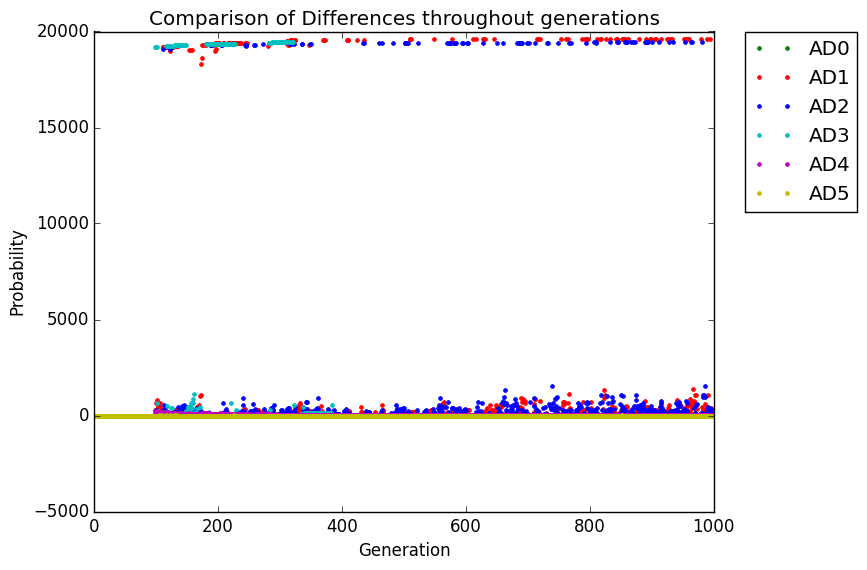 Comparison of Differences throughout generations
20000
15000
10000
5000
0
−5000
Probability
0 200 400 600 800 1000
Generation
AD0
AD1
AD2
AD3
AD4
AD5